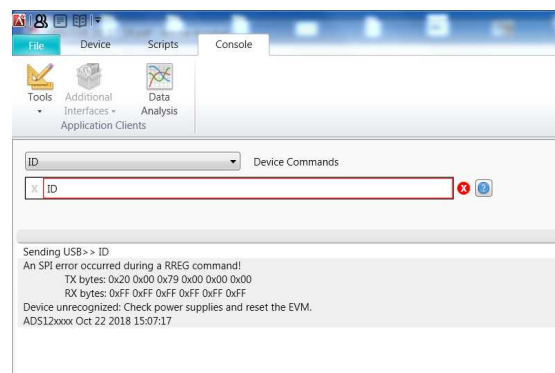 File Device Scripts Console
Tools Additional Interfaces Data Analysis
Application Clients
ID Device Commands
X ID
Sending USB>> ID
An SPI error occurred during a RREG command!
TX bytes: 0x20 0x00 0x79 0x00 0x00 0x00
RX bytes: 0xFF 0xFF 0xFF 0xFF 0xFF 0xFF
Device unrecognized: Check power supplies and reset the EVM.
ADS12xxxx Oct 22 2018 15:07:17